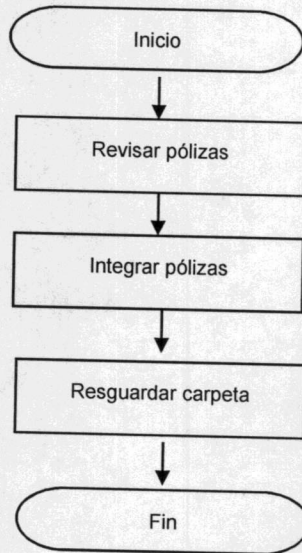 Inicio
Revisar pólizas
Integrar pólizas
Resguardar carpeta
Fin